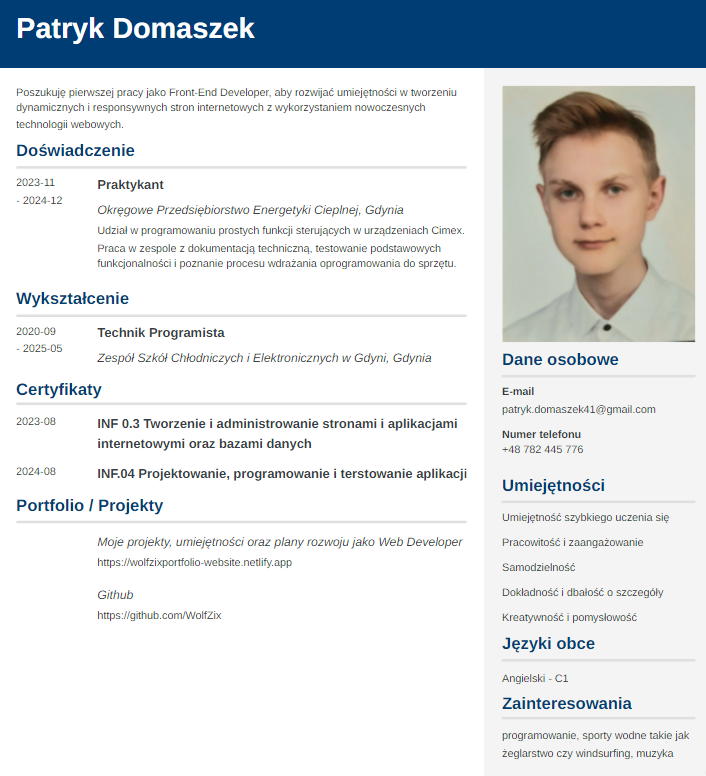 Patryk Domaszek
Poszukuję pierwszej pracy jako Front-End Developer, aby rozwijać umiejętności w tworzeniu
dynamicznych i responsywnych stron internetowych z wykorzystaniem nowoczesnych
technologii webowych.
Doświadczenie
2023-11
- 2024-12
Praktykant
Okręgowe Przedsiębiorstwo Energetyki Cieplnej, Gdynia
Udział w programowaniu prostych funkcji sterujących w urządzeniach Cimex.
Praca w zespole z dokumentacją techniczną, testowanie podstawowych
funkcjonalności i poznanie procesu wdrażania oprogramowania do sprzętu.
Wykształcenie
2020-09
- 2025-05
Technik Programista
Zespół Szkół Chłodniczych i Elektronicznych w Gdyni, Gdynia
Certyfikaty
2023-08
INF 0.3 Tworzenie i administrowanie stronami i aplikacjami
internetowymi oraz bazami danych
2024-08
INF.04 Projektowanie, programowanie i terstowanie aplikacji
Portfolio / Projekty
Moje projekty, umiejętności oraz plany rozwoju jako Web Developer
https://wolfzixportfolio-website.netlify.app
Github
https://github.com/WolfZix
Dane osobowe
E-mail
patryk.domaszek41@gmail.com
Numer telefonu
+48 782 445 776
Umiejętności
Umiejętność szybkiego uczenia się
Pracowitość i zaangażowanie
Samodzielność
Dokładność i dbałość o szczegóły
Kreatywność i pomysłowość
Języki obce
Angielski - C1
Zainteresowania
programowanie, sporty wodne takie jak
żeglarstwo czy windsurfing, muzyka